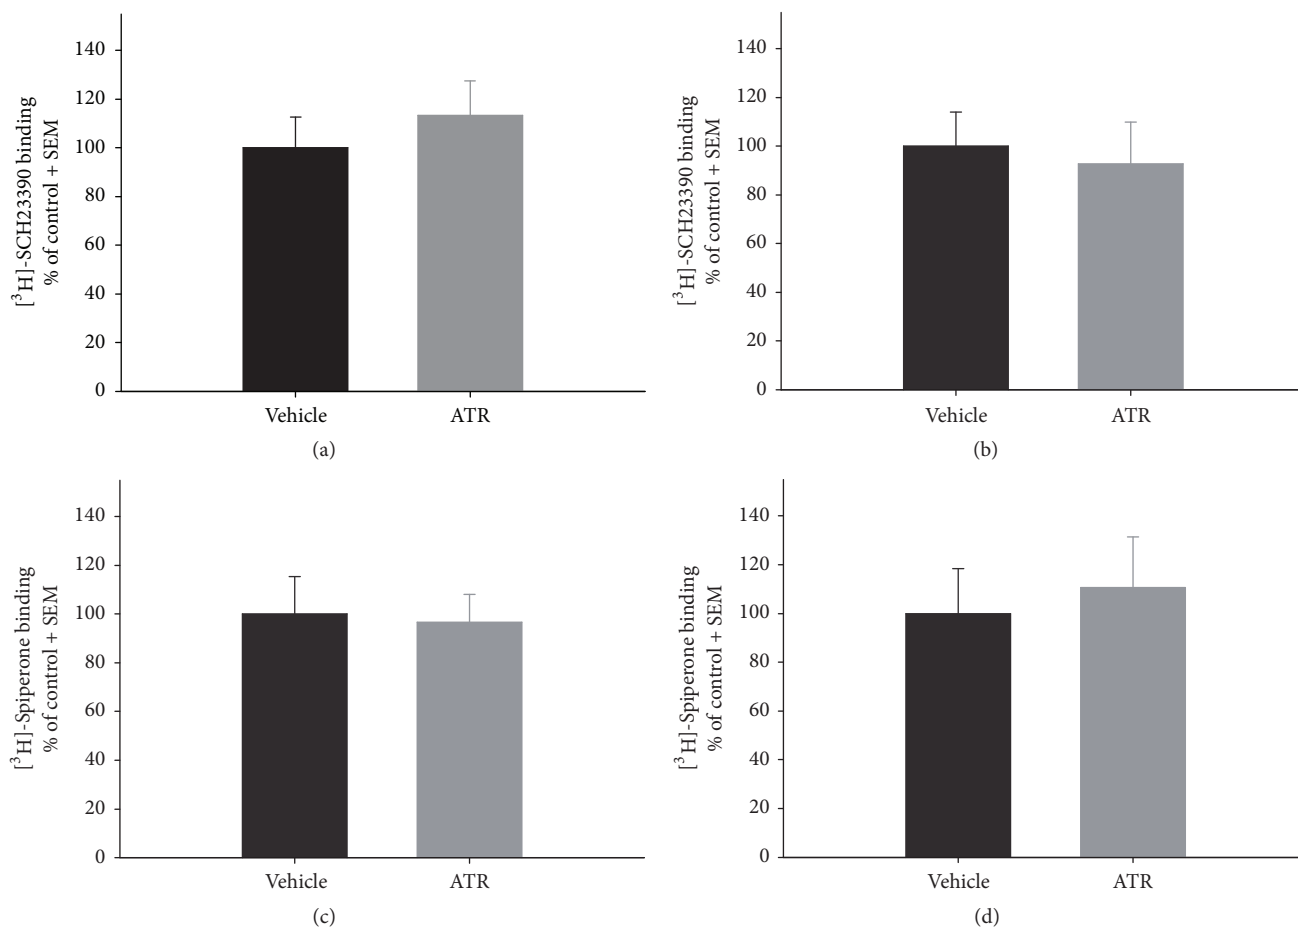 [³H]-SCH23390 binding
% of control + SEM
140
120
100
80
60
40
20
0
Vehicle
ATR
(a)
[³H]-SCH23390 binding
% of control + SEM
140
120
100
80
60
40
20
0
Vehicle
ATR
(b)
[³H]-Spiperone binding
% of control + SEM
140
120
100
80
60
40
20
0
Vehicle
ATR
(c)
[³H]-Spiperone binding
% of control + SEM
140
120
100
80
60
40
20
0
Vehicle
ATR
(d)